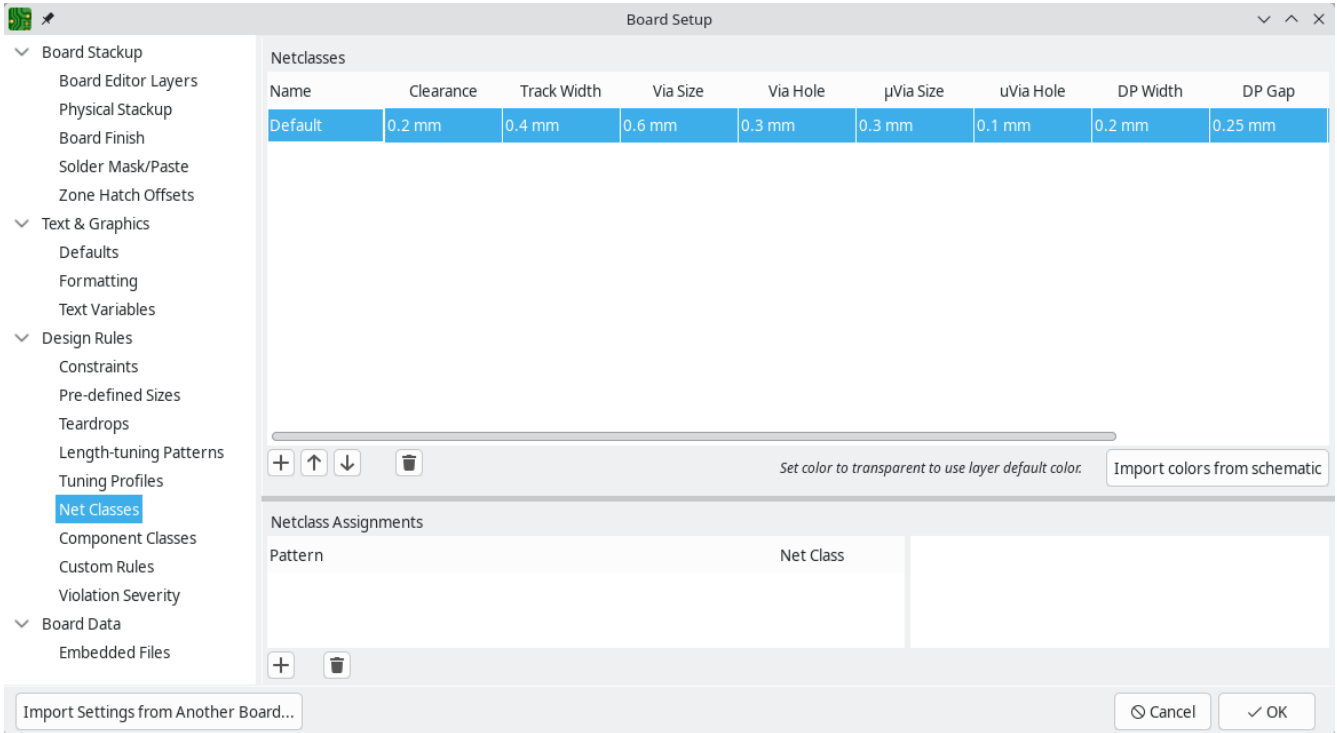 Board Setup
Board Stackup
Board Editor Layers
Physical Stackup
Board Finish
Solder Mask/Paste
Zone Hatch Offsets
Text & Graphics
Defaults
Formatting
Text Variables
Design Rules
Constraints
Pre-defined Sizes
Teardrops
Length-tuning Patterns
Tuning Profiles
Net Classes
Component Classes
Custom Rules
Violation Severity
Board Data
Embedded Files
Netclasses
Name Clearance Track Width Via Size Via Hole µVia Size uVia Hole DP Width DP Gap
Default 0.2 mm 0.4 mm 0.6 mm 0.3 mm 0.3 mm 0.1 mm 0.2 mm 0.25 mm
Set color to transparent to use layer default color. Import colors from schematic
Netclass Assignments
Pattern Net Class
Import Settings from Another Board... Cancel OK